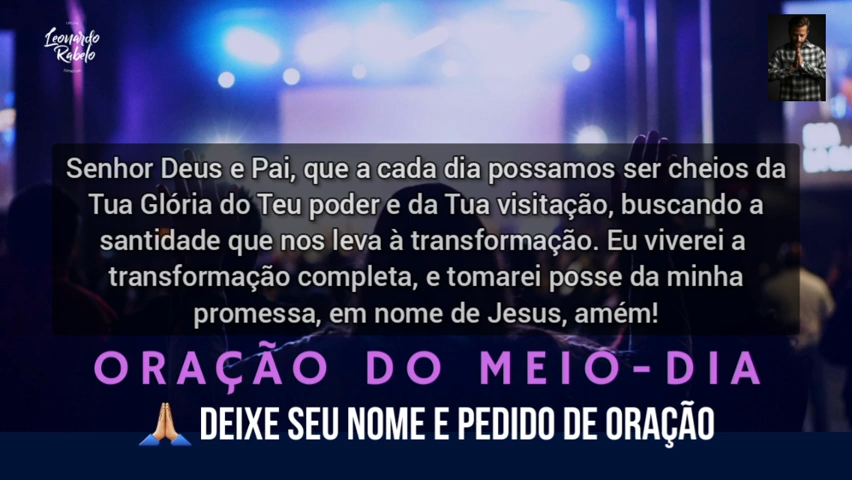 Leonardo
Rabelo
Senhor Deus e Pai, que a cada dia possamos ser cheios da
Tua Glória do Teu poder e da Tua visitação, buscando a
santidade que nos leva à transformação. Eu viverei a
transformação completa, e tomarei posse da minha
promessa, em nome de Jesus, amém!
ORAÇÃO DO MEIO-DIA
🙏 DEIXE SEU NOME E PEDIDO DE ORAÇÃO